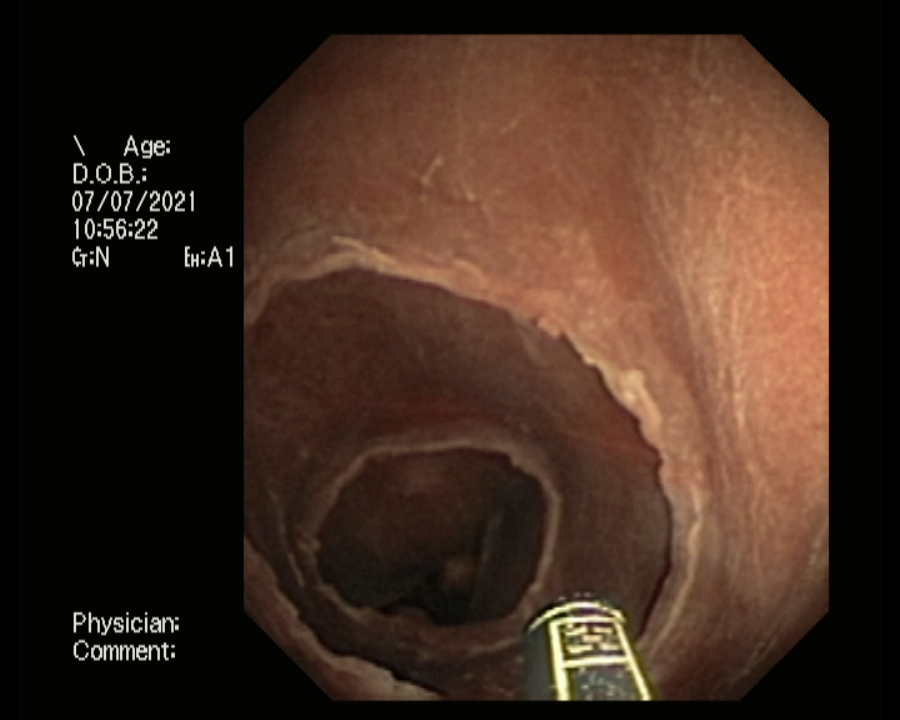 \ Age:
D.O.B.:
07/07/2021
10:56:22
Cr:N Eh:A1
Physician:
Comment: